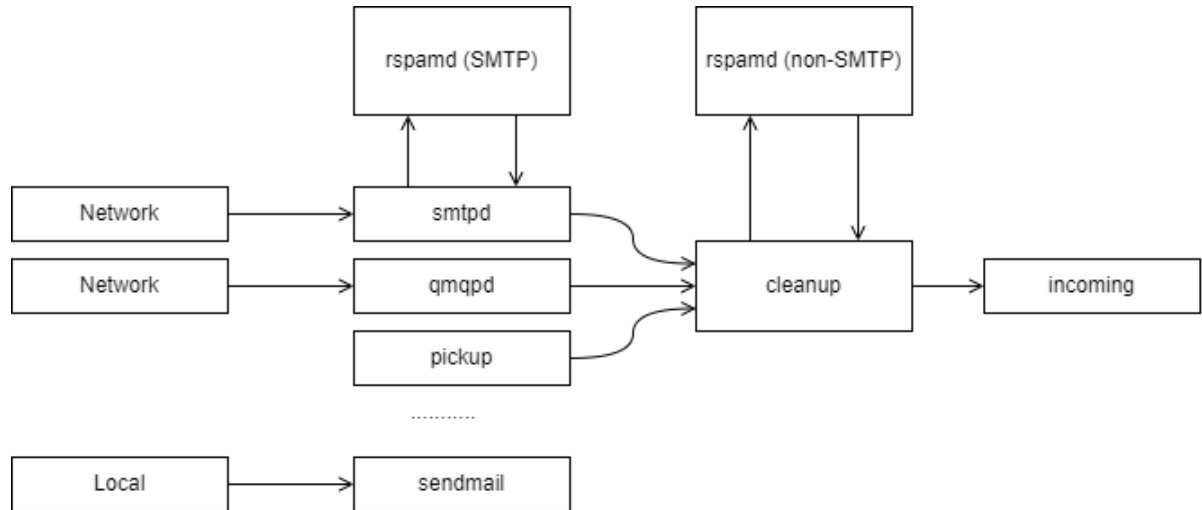 rspamd (SMTP)
rspamd (non-SMTP)
Network
smtpd
Network
qmqpd
cleanup
incoming
pickup
...........
Local
sendmail